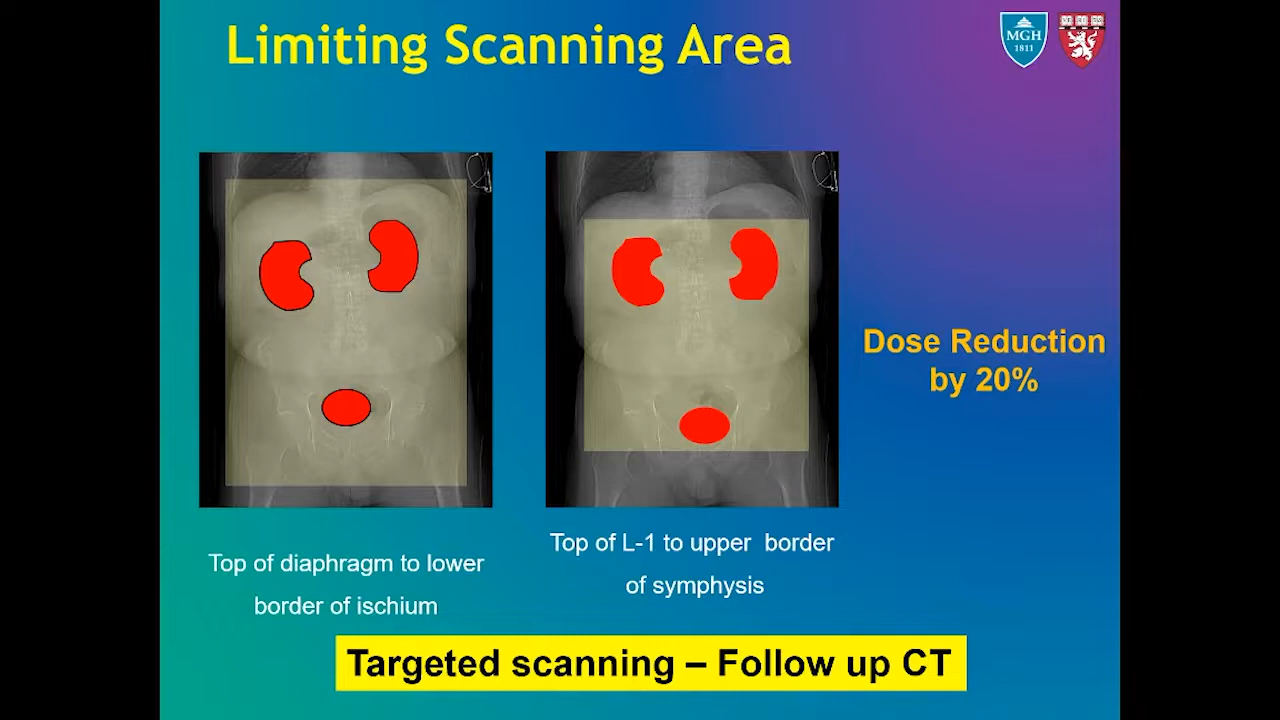 Limiting Scanning Area
MGH
1811
Dose Reduction
by 20%
Top of diaphragm to lower
border of ischium
Top of L-1 to upper  border
of symphysis
Targeted scanning – Follow up CT